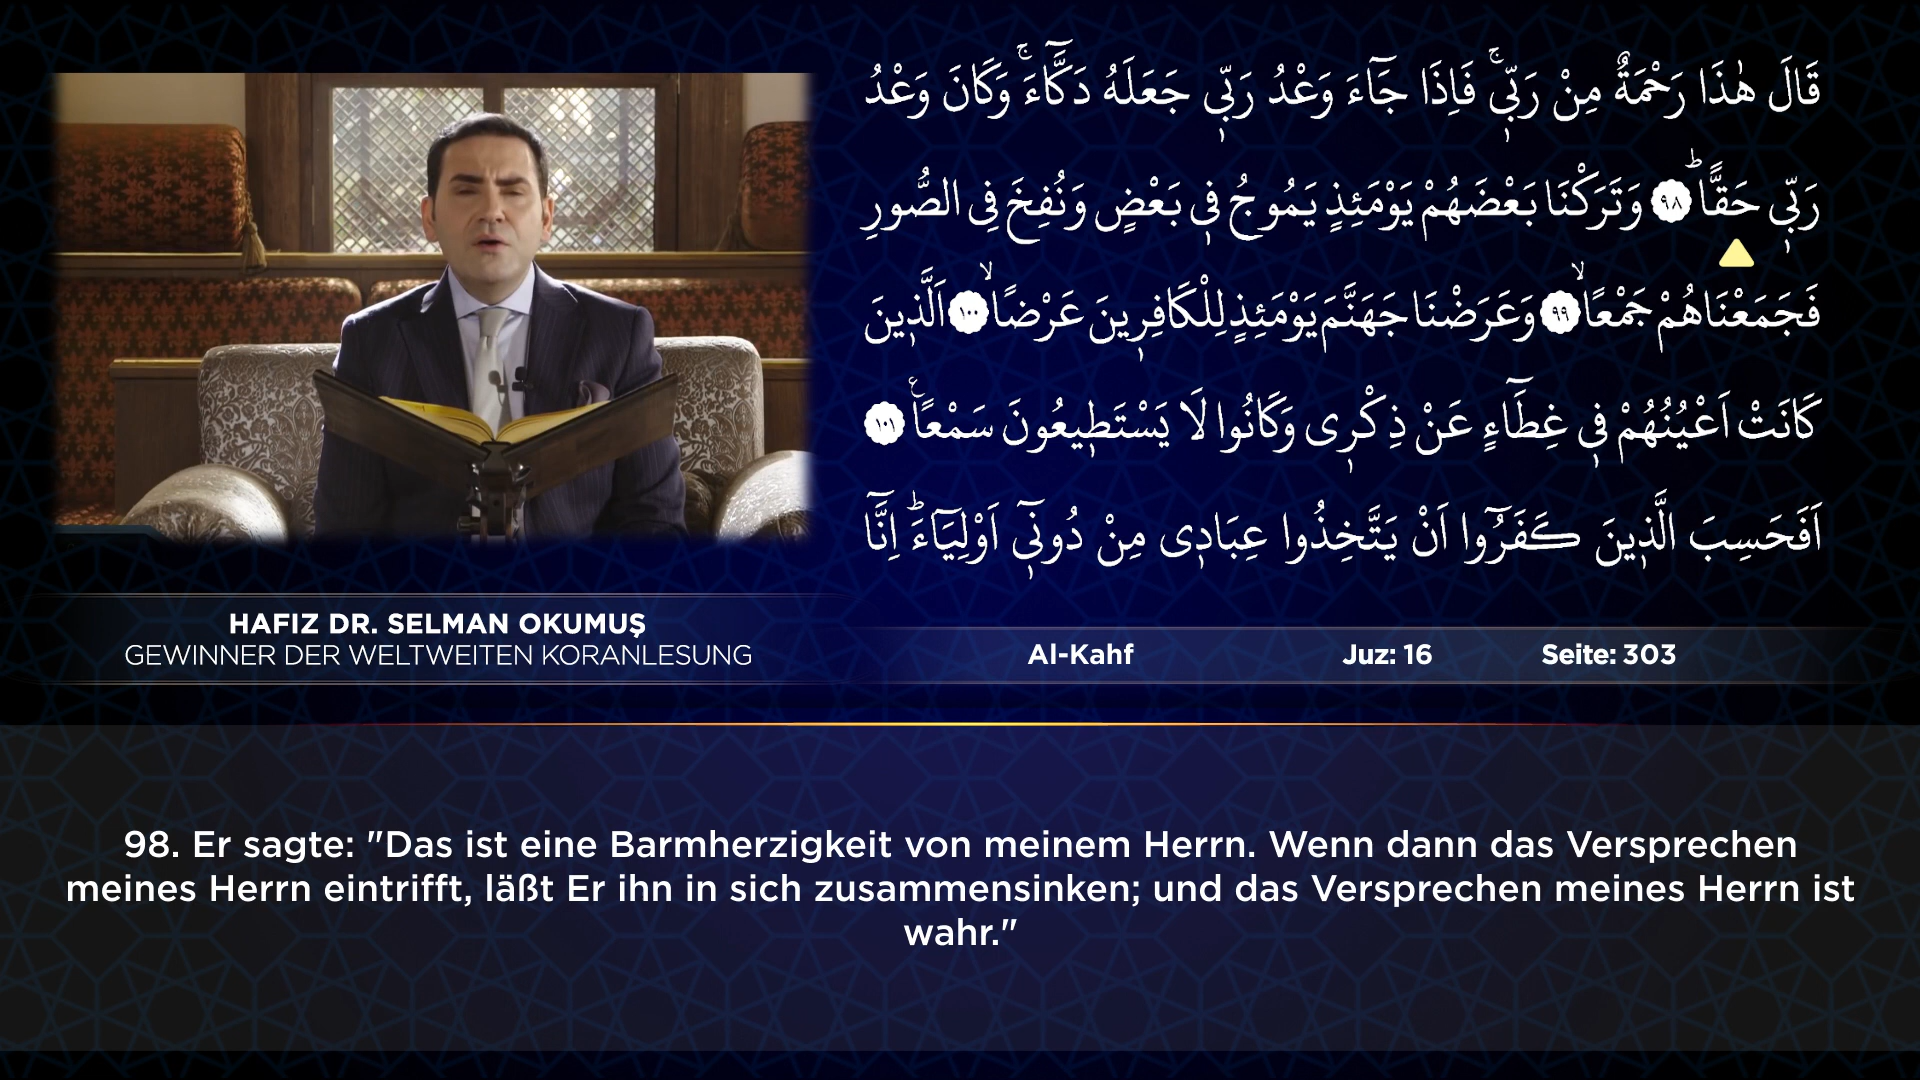 قَالَ هٰذَا رَحْمَةٌ مِنْ رَبّٖيۚ فَاِذَا جَٓاءَ وَعْدُ رَبّٖي جَعَلَهُ دَكَّٓاءَۚ وَكَانَ وَعْدُ
رَبّٖي حَقًّاؕ ﴿٩٨﴾ وَتَرَكْنَا بَعْضَهُمْ يَوْمَئِذٍ يَمُوجُ فٖي بَعْضٍ وَنُفِخَ فِي الصُّورِ
فَجَمَعْنَاهُمْ جَمْعًاۙ ﴿٩٩﴾ وَعَرَضْنَا جَهَنَّمَ يَوْمَئِذٍ لِلْكَافِرٖينَ عَرْضًاۙ ﴿١٠٠﴾ اَلَّذٖينَ
كَانَتْ اَعْيُنُهُمْ فٖي غِطَٓاءٍ عَنْ ذِكْرٖي وَكَانُوا لَا يَسْتَطٖيعُونَ سَمْعًاࣖ ﴿١٠١﴾
اَفَحَسِبَ الَّذٖينَ كَفَرُٓوا اَنْ يَتَّخِذُوا عِبَادٖي مِنْ دُونٖٓي اَوْلِيَٓاءَؕ اِنَّٓا
HAFIZ DR. SELMAN OKUMUŞ
GEWINNER DER WELTWEITEN KORANLESUNG
Al-Kahf Juz: 16 Seite: 303
98. Er sagte: "Das ist eine Barmherzigkeit von meinem Herrn. Wenn dann das Versprechen
meines Herrn eintrifft, läßt Er ihn in sich zusammensinken; und das Versprechen meines Herrn ist
wahr."